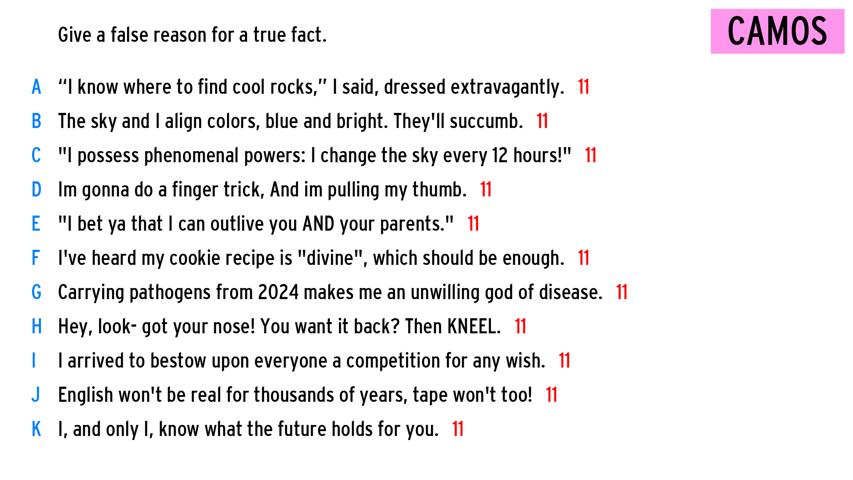 Give a false reason for a true fact.
CAMOS
A “I know where to find cool rocks,” I said, dressed extravagantly. 11
B The sky and I align colors, blue and bright. They'll succumb. 11
C "I possess phenomenal powers: I change the sky every 12 hours!" 11
D Im gonna do a finger trick, And im pulling my thumb. 11
E "I bet ya that I can outlive you AND your parents." 11
F I've heard my cookie recipe is "divine", which should be enough. 11
G Carrying pathogens from 2024 makes me an unwilling god of disease. 11
H Hey, look- got your nose! You want it back? Then KNEEL. 11
I I arrived to bestow upon everyone a competition for any wish. 11
J English won't be real for thousands of years, tape won't too! 11
K I, and only I, know what the future holds for you. 11